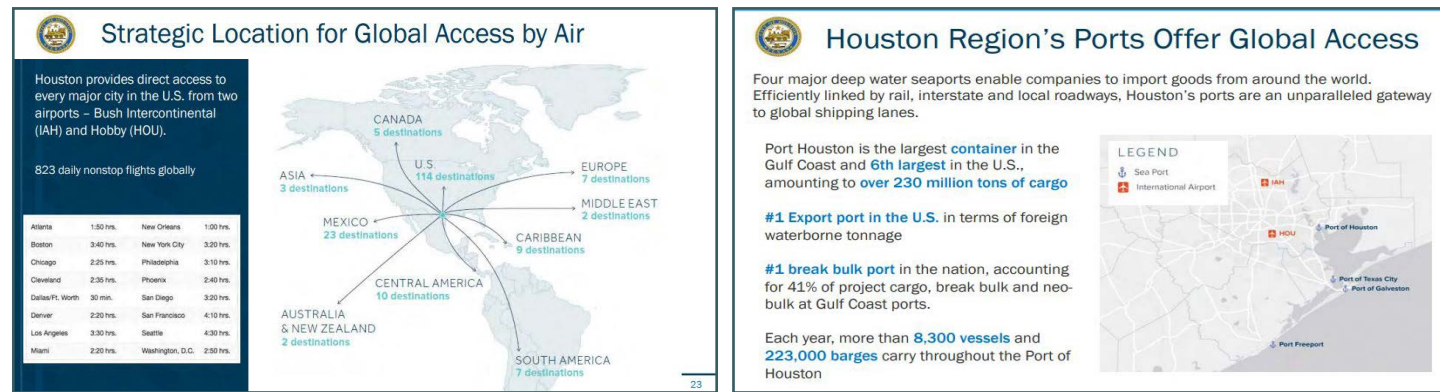 Strategic Location for Global Access by Air
Houston provides direct access to
every major city in the U.S. from two
airports – Bush Intercontinental
(IAH) and Hobby (HOU).
823 daily nonstop flights globally
Atlanta 1:50 hrs. New Orleans 1:00 hrs.
Boston 3:40 hrs. New York City 3:20 hrs.
Chicago 2:25 hrs. Philadelphia 3:10 hrs.
Cleveland 2:35 hrs. Phoenix 2:40 hrs.
Dallas/Ft. Worth 30 min. San Diego 3:20 hrs.
Denver 2:20 hrs. San Francisco 4:10 hrs.
Los Angeles 3:30 hrs. Seattle 4:30 hrs.
Miami 2:20 hrs. Washington, D.C. 2:50 hrs.
CANADA
5 destinations
U.S.
114 destinations
ASIA
3 destinations
EUROPE
7 destinations
MIDDLE EAST
2 destinations
MEXICO
23 destinations
CARIBBEAN
9 destinations
CENTRAL AMERICA
10 destinations
AUSTRALIA
& NEW ZEALAND
2 destinations
SOUTH AMERICA
7 destinations
23
Houston Region's Ports Offer Global Access
Four major deep water seaports enable companies to import goods from around the world.
Efficiently linked by rail, interstate and local roadways, Houston's ports are an unparalleled gateway
to global shipping lanes.
Port Houston is the largest container in the
Gulf Coast and 6th largest in the U.S.,
amounting to over 230 million tons of cargo
#1 Export port in the U.S. in terms of foreign
waterborne tonnage
#1 break bulk port in the nation, accounting
for 41% of project cargo, break bulk and neo-
bulk at Gulf Coast ports.
Each year, more than 8,300 vessels and
223,000 barges carry throughout the Port of
Houston
LEGEND
Sea Port
International Airport
IAH
HOU
Port of Houston
Port of Texas City
Port of Galveston
Port Freeport